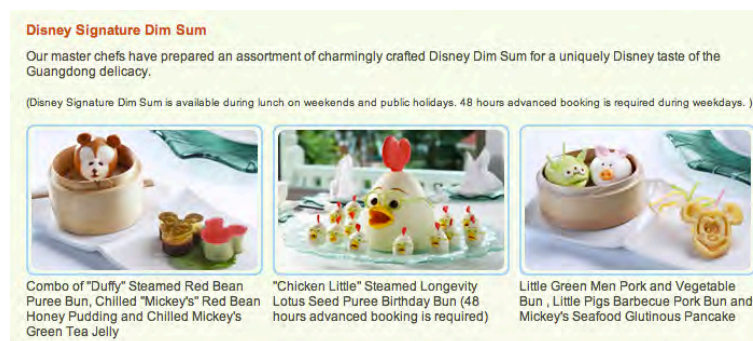 Disney Signature Dim Sum
Our master chefs have prepared an assortment of charmingly crafted Disney Dim Sum for a uniquely Disney taste of the
Guangdong delicacy.
(Disney Signature Dim Sum is available during lunch on weekends and public holidays. 48 hours advanced booking is required during weekdays. )
Combo of "Duffy" Steamed Red Bean
Puree Bun, Chilled "Mickey's" Red Bean
Honey Pudding and Chilled Mickey's
Green Tea Jelly
"Chicken Little" Steamed Longevity
Lotus Seed Puree Birthday Bun (48
hours advanced booking is required)
Little Green Men Pork and Vegetable
Bun , Little Pigs Barbecue Pork Bun and
Mickey's Seafood Glutinous Pancake